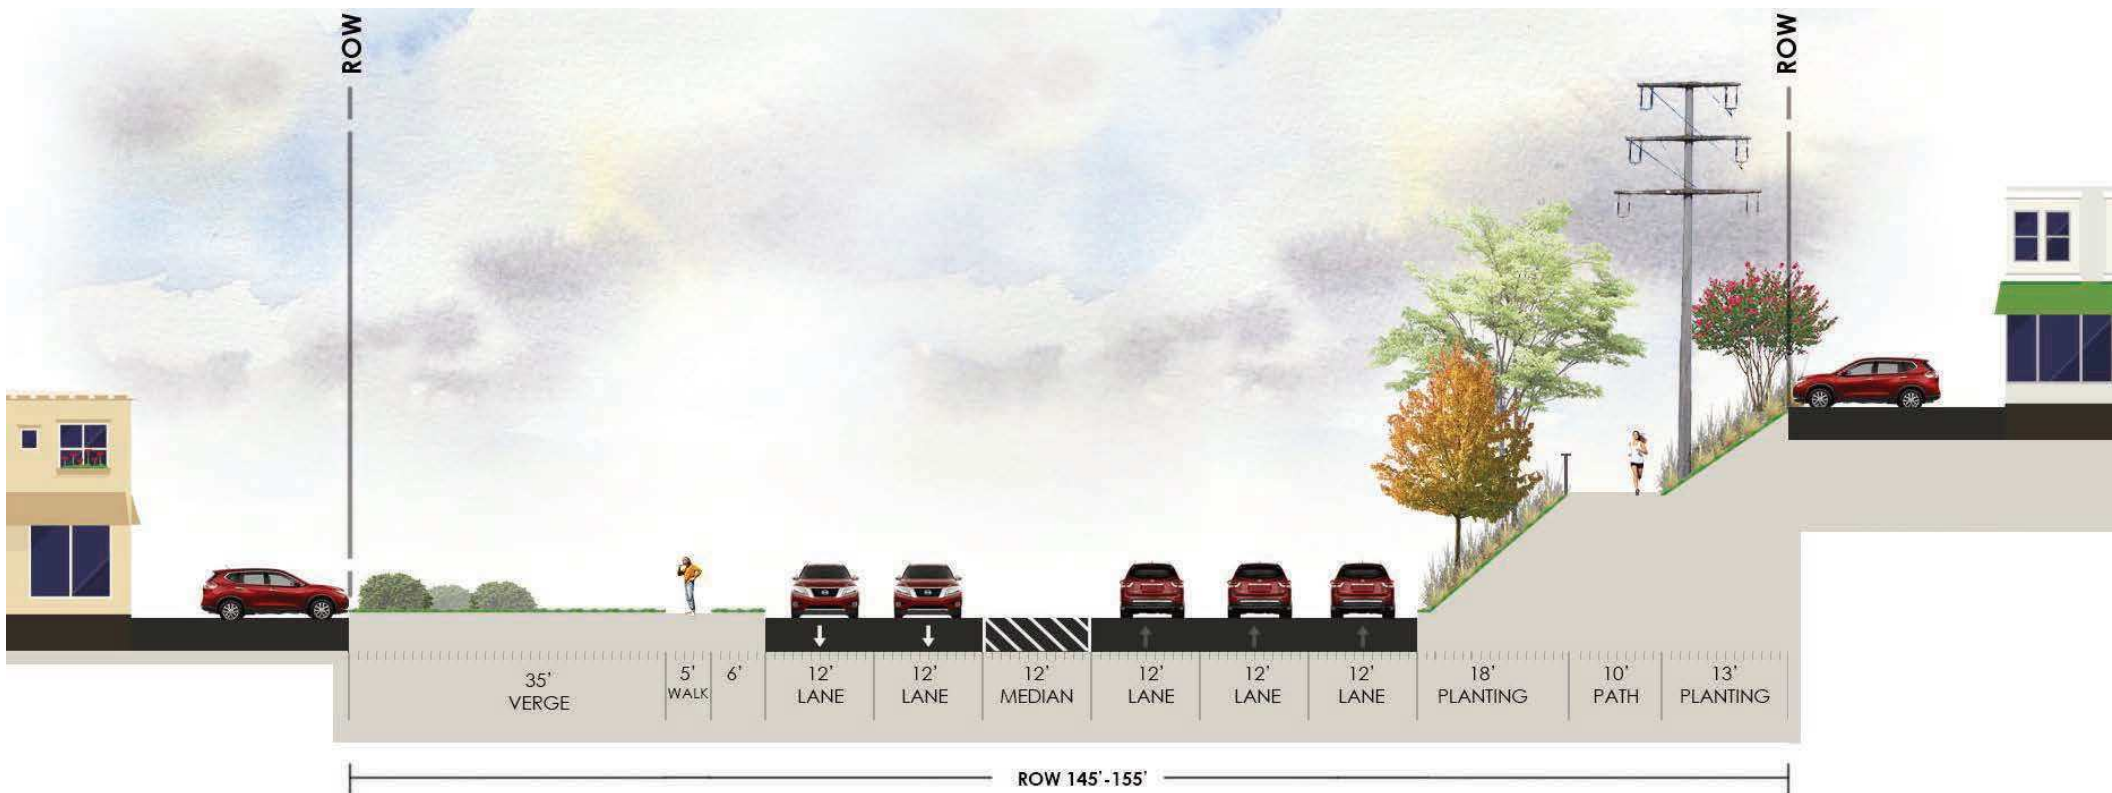 ROW
ROW
35'
VERGE
5'
WALK
6'
12'
LANE
12'
LANE
12'
MEDIAN
12'
LANE
12'
LANE
12'
LANE
18'
PLANTING
10'
PATH
13'
PLANTING
ROW 145'-155'